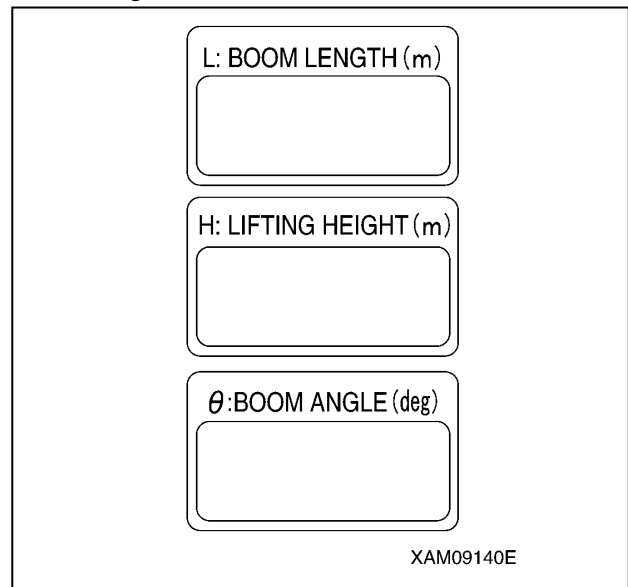 L: BOOM LENGTH (m)
H: LIFTING HEIGHT (m)
θ:BOOM ANGLE (deg)
XAM09140E